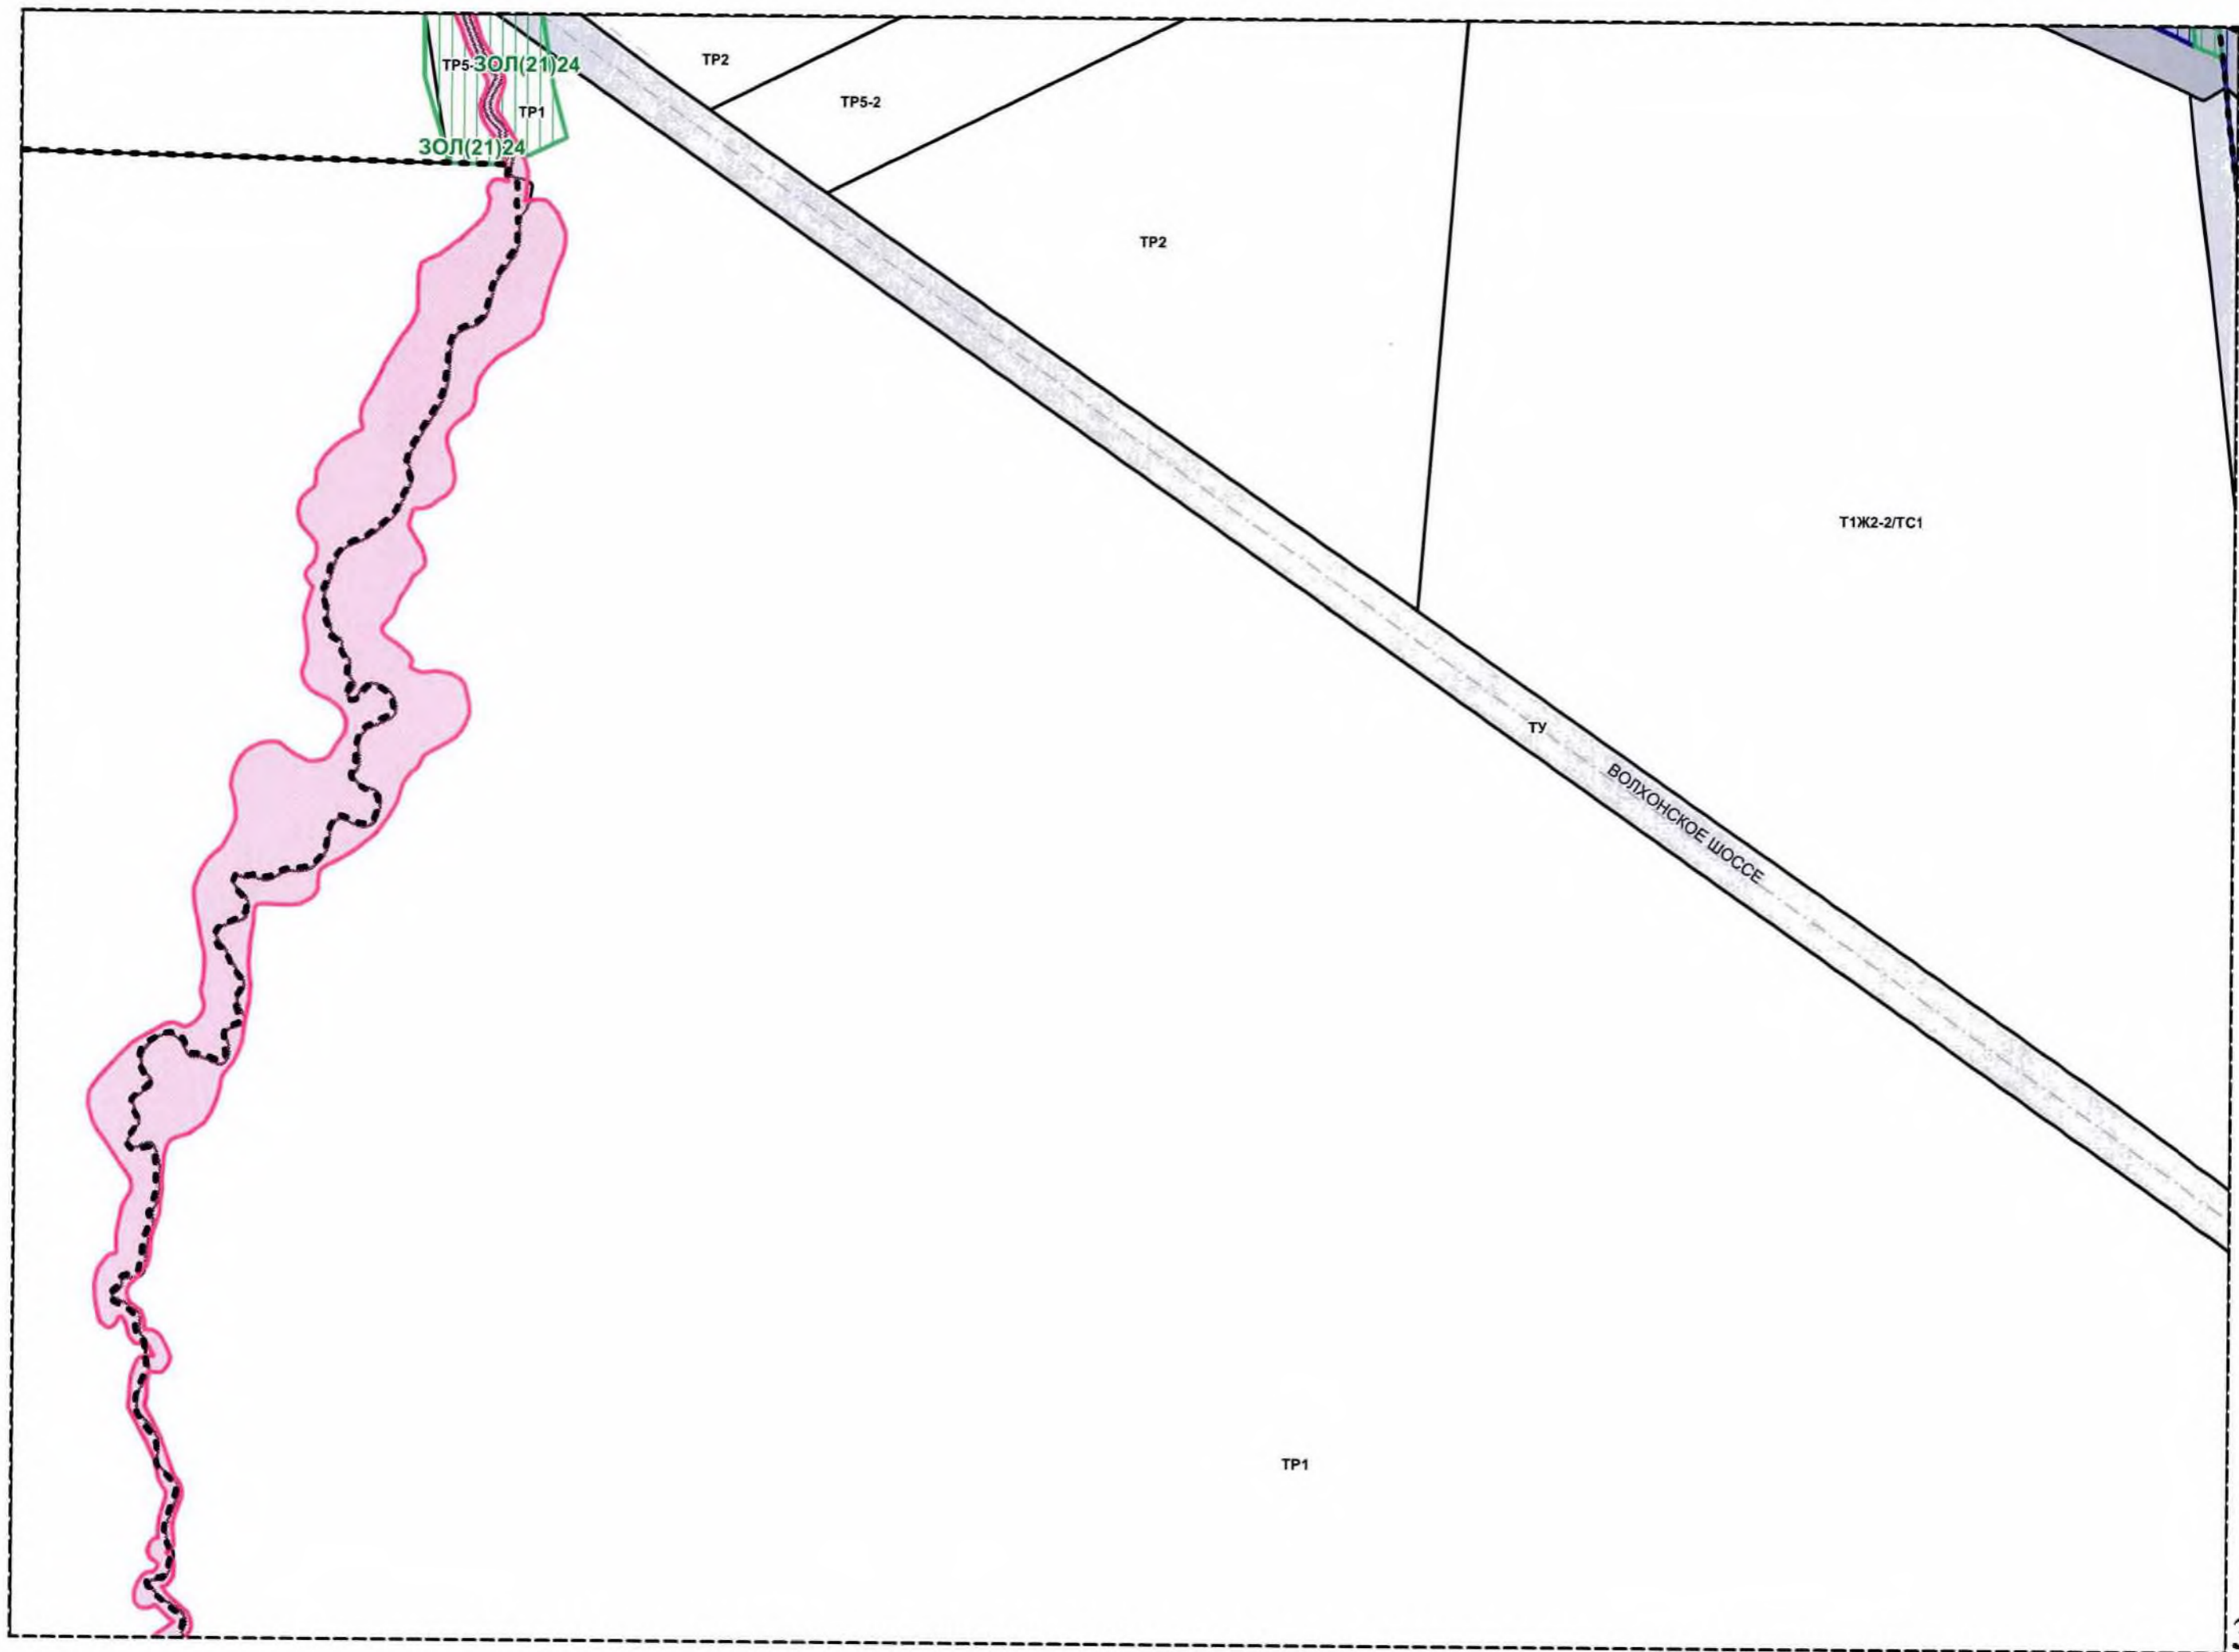 ТР5-
ЗОЛ(21)24
ТР1
ЗОЛ(21)24
ТР2
ТР5-2
ТР2
Т1Ж2-2/ТС1
ТУ
ВОЛХОНСКОЕ ШОССЕ
ТР1